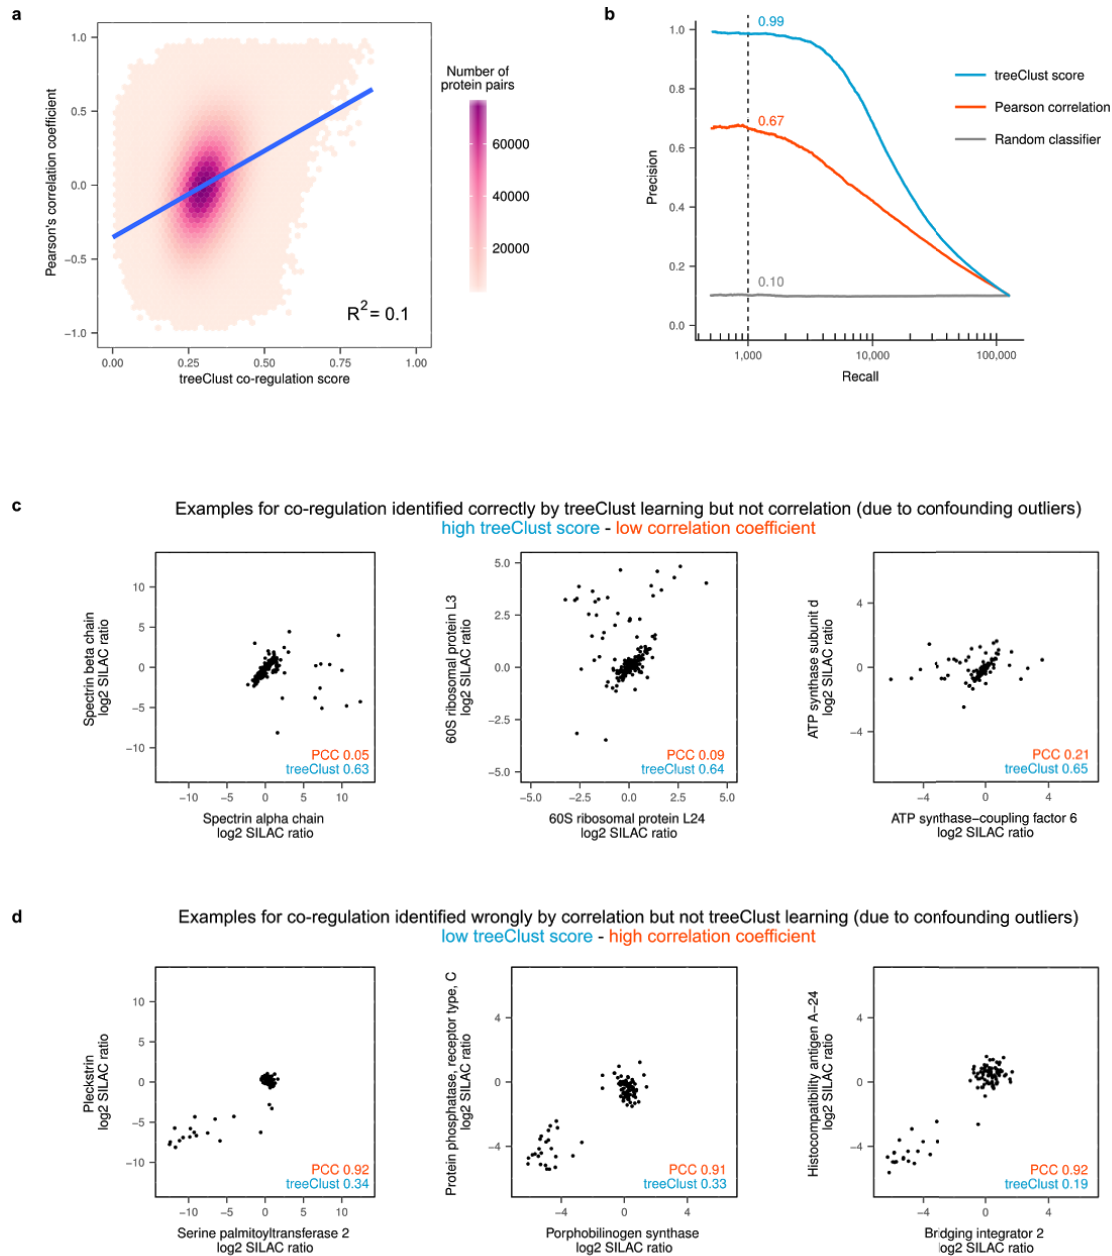 a
1.0
0.5
0.0
−0.5
−1.0
Pearson's correlation coefficient
R2 = 0.1
0.00
0.25
0.50
0.75
1.00
treeClust co-regulation score
Number of
protein pairs
60000
40000
20000
b
1.0
0.8
0.6
0.4
0.2
0.0
Precision
0.99
0.67
0.10
1,000
10,000
100,000
Recall
treeClust score
Pearson correlation
Random classifier
c
Examples for co-regulation identified correctly by treeClust learning but not correlation (due to confounding outliers)
high treeClust score - low correlation coefficient
Spectrin beta chain
log2 SILAC ratio
10
5
0
−5
−10
PCC 0.05
treeClust 0.63
−10
−5
0
5
10
Spectrin alpha chain
log2 SILAC ratio
60S ribosomal protein L3
log2 SILAC ratio
5.0
2.5
0.0
−2.5
−5.0
PCC 0.09
treeClust 0.64
−5.0
−2.5
0.0
2.5
5.0
60S ribosomal protein L24
log2 SILAC ratio
ATP synthase subunit d
log2 SILAC ratio
4
0
−4
PCC 0.21
treeClust 0.65
−4
0
4
ATP synthase−coupling factor 6
log2 SILAC ratio
d
Examples for co-regulation identified wrongly by correlation but not treeClust learning (due to confounding outliers)
low treeClust score - high correlation coefficient
Pleckstrin
log2 SILAC ratio
10
5
0
−5
−10
PCC 0.92
treeClust 0.34
−10
−5
0
5
10
Serine palmitoyltransferase 2
log2 SILAC ratio
Protein phosphatase, receptor type, C
log2 SILAC ratio
4
0
−4
PCC 0.91
treeClust 0.33
−4
0
4
Porphobilinogen synthase
log2 SILAC ratio
Histocompatibility antigen A−24
log2 SILAC ratio
4
0
−4
PCC 0.92
treeClust 0.19
−4
0
4
Bridging integrator 2
log2 SILAC ratio